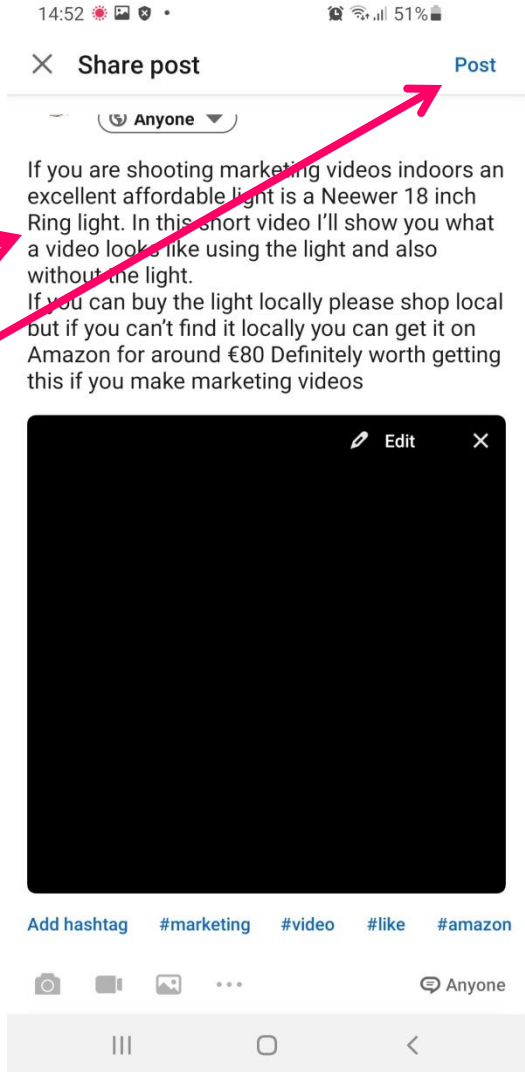 14:52 51%
Share post Post
Anyone
If you are shooting marketing videos indoors an
excellent affordable light is a Neewer 18 inch
Ring light. In this short video I’ll show you what
a video looks like using the light and also
without the light.
If you can buy the light locally please shop local
but if you can’t find it locally you can get it on
Amazon for around €80 Definitely worth getting
this if you make marketing videos
Edit
Add hashtag #marketing #video #like #amazon
Anyone